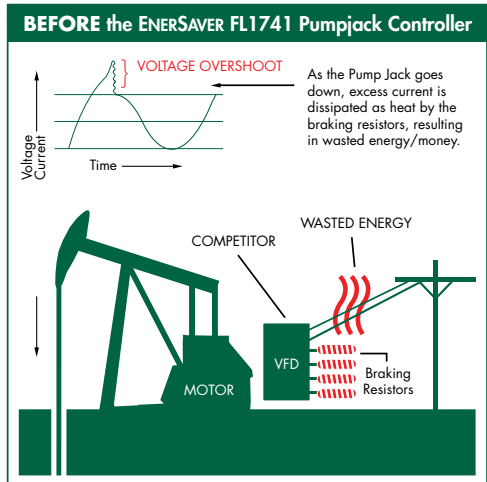 BEFORE the ENERSAVER FL1741 Pumpjack Controller
VOLTAGE OVERSHOOT
As the Pump Jack goes
down, excess current is
dissipated as heat by the
braking resistors, resulting
in wasted energy/money.
Voltage
Current
Time
WASTED ENERGY
COMPETITOR
VFD
MOTOR
Braking
Resistors